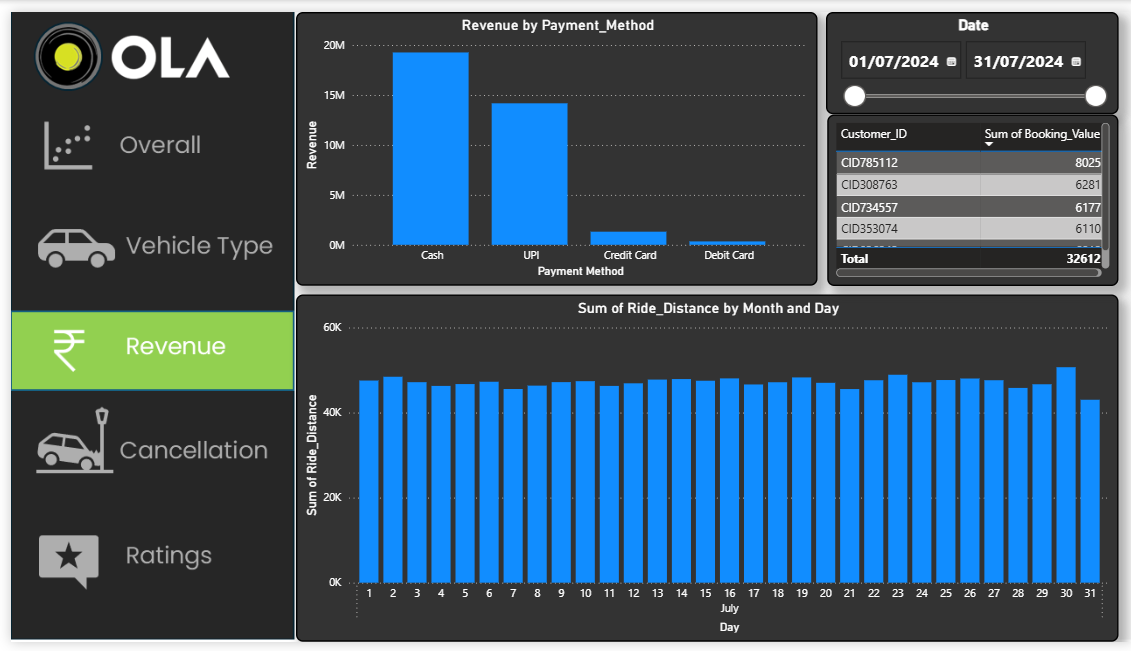 OLA
Overall
Vehicle Type
Revenue
Cancellation
Ratings
Revenue by Payment_Method
20M
15M
10M
5M
0M
Revenue
Cash UPI Credit Card Debit Card
Payment Method
Date
01/07/2024 31/07/2024
Customer_ID Sum of Booking_Value
CID785112 8025
CID308763 6281
CID734557 6177
CID353074 6110
Total 32612
Sum of Ride_Distance by Month and Day
60K
40K
20K
0K
Sum of Ride_Distance
1 2 3 4 5 6 7 8 9 10 11 12 13 14 15 16 17 18 19 20 21 22 23 24 25 26 27 28 29 30 31
July
Day